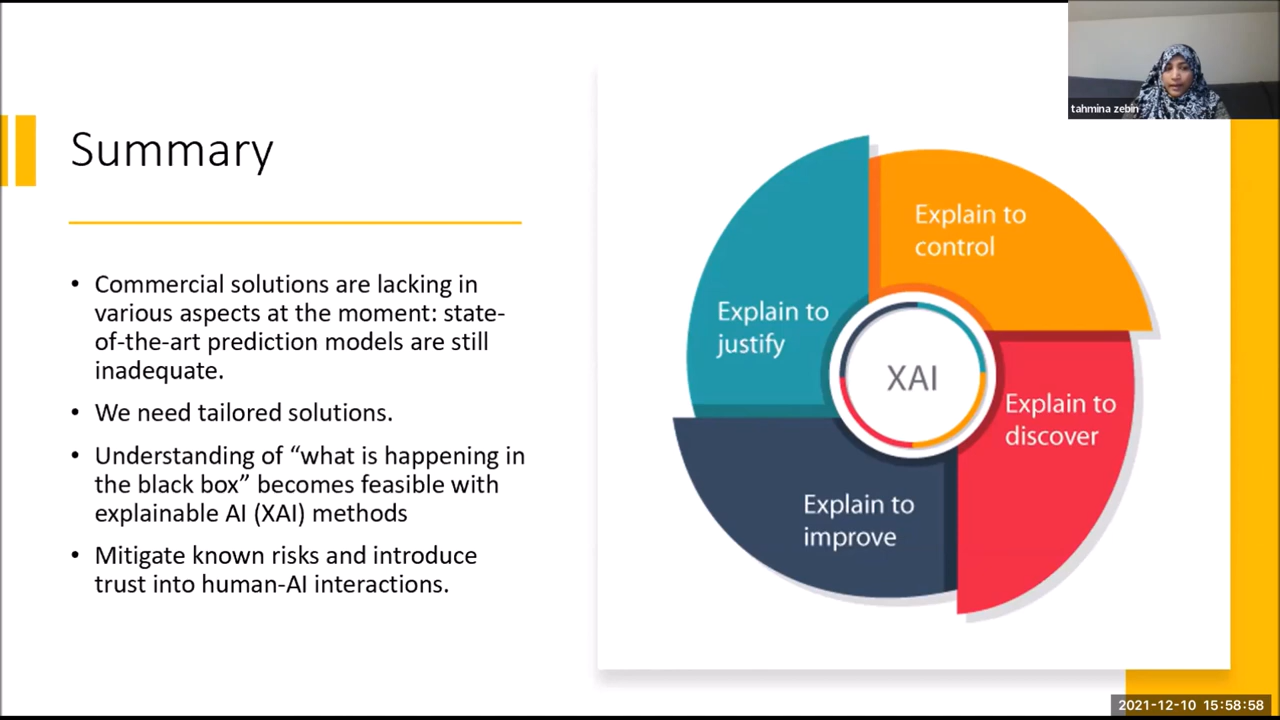 Summary
• Commercial solutions are lacking in
various aspects at the moment: state-
of-the-art prediction models are still
inadequate.
• We need tailored solutions.
• Understanding of “what is happening in
the black box” becomes feasible with
explainable AI (XAI) methods
• Mitigate known risks and introduce
trust into human-AI interactions.
Explain to
control
Explain to
justify
XAI
Explain to
discover
Explain to
improve
tahmina zebin
2021-12-10 15:58:58